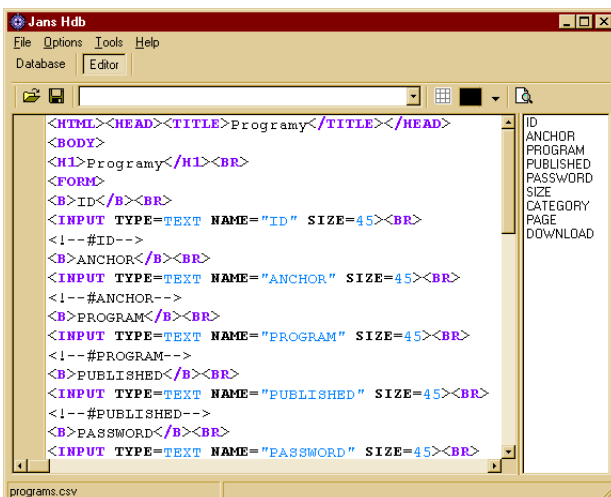 Jans Hdb
File Options Tools Help
Database Editor
<HTML><HEAD><TITLE>Programy</TITLE></HEAD>
<BODY>
<H1>Programy</H1><BR>
<FORM>
<B>ID</B><BR>
<INPUT TYPE=TEXT NAME="ID" SIZE=45><BR>
<!--#ID-->
<B>ANCHOR</B><BR>
<INPUT TYPE=TEXT NAME="ANCHOR" SIZE=45><BR>
<!--#ANCHOR-->
<B>PROGRAM</B><BR>
<INPUT TYPE=TEXT NAME="PROGRAM" SIZE=45><BR>
<!--#PROGRAM-->
<B>PUBLISHED</B><BR>
<INPUT TYPE=TEXT NAME="PUBLISHED" SIZE=45><BR>
<!--#PUBLISHED-->
<B>PASSWORD</B><BR>
<INPUT TYPE=TEXT NAME="PASSWORD" SIZE=45><BR>
ID
ANCHOR
PROGRAM
PUBLISHED
PASSWORD
SIZE
CATEGORY
PAGE
DOWNLOAD
programs.csv